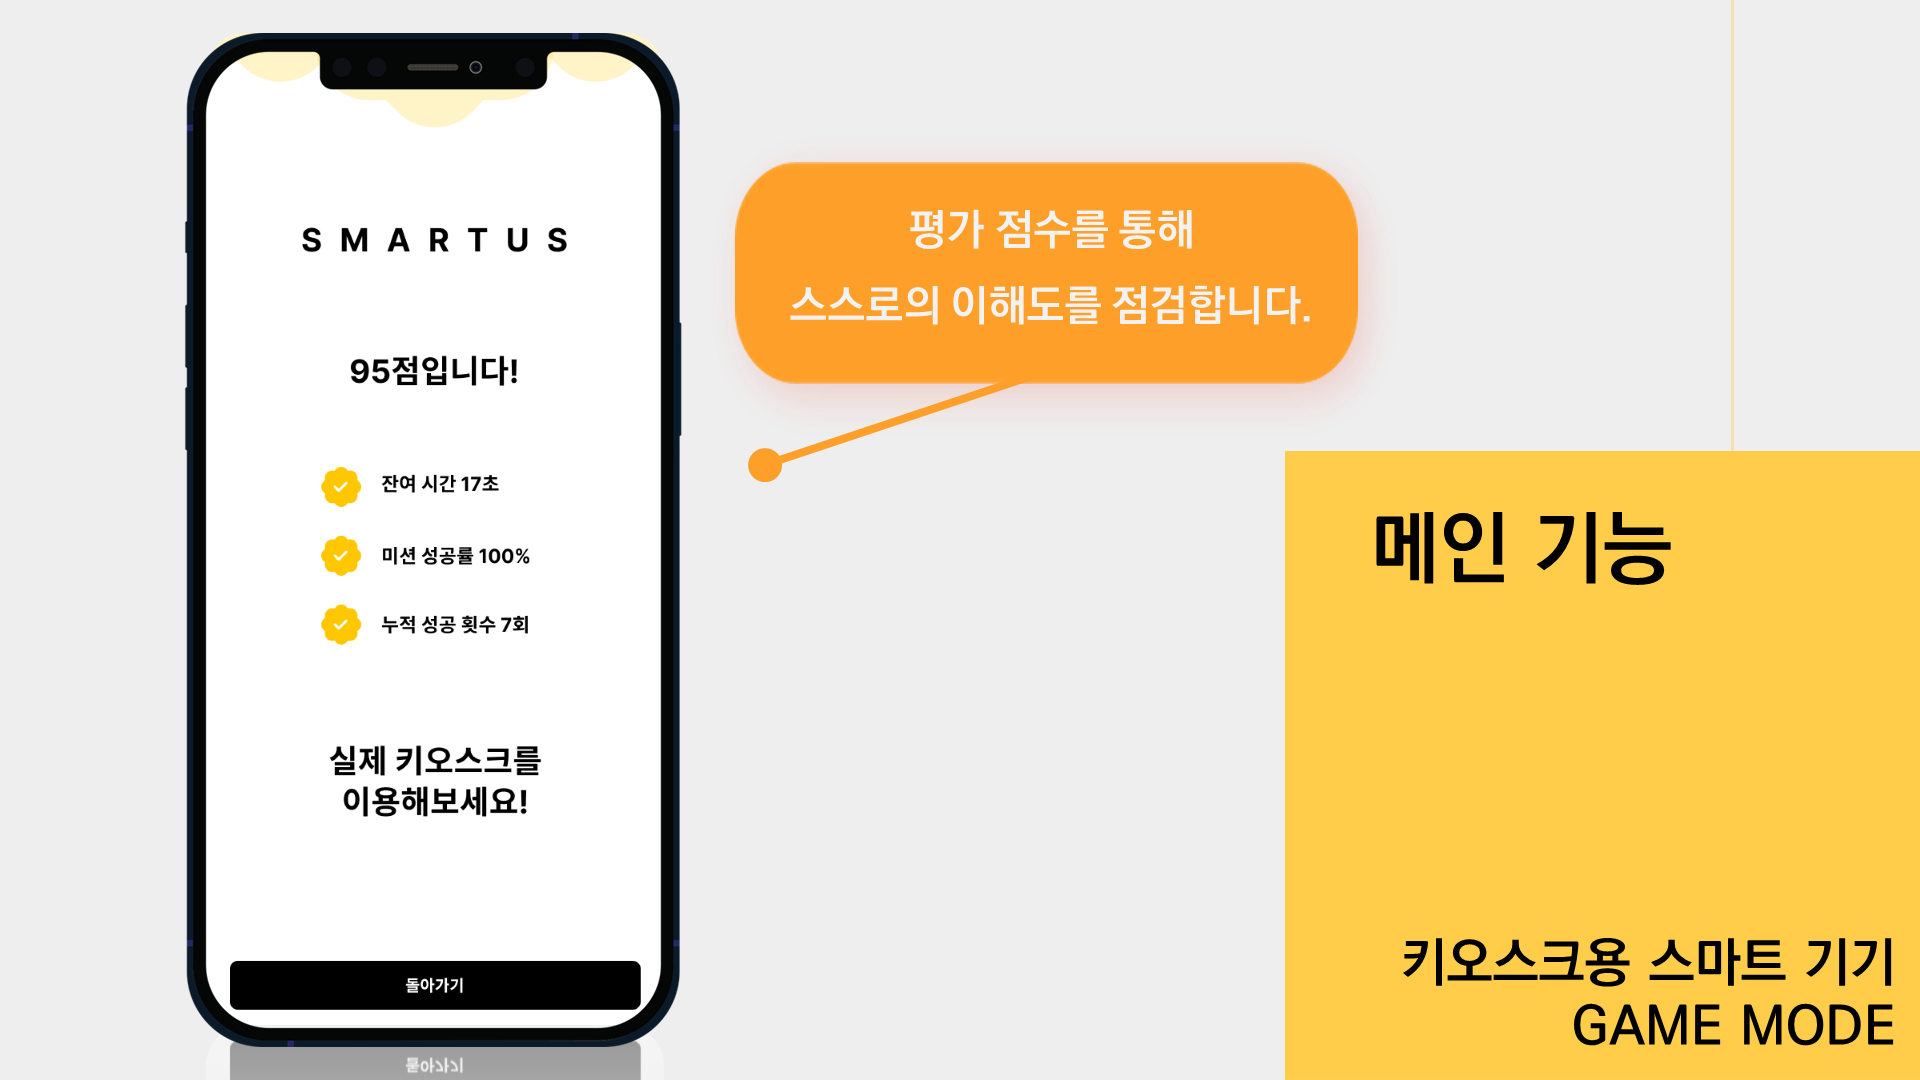 S M A R T U S
95점입니다!
잔여 시간 17초
미션 성공률 100%
누적 성공 횟수 7회
실제 키오스크를
이용해보세요!
돌아가기
돌아가기
평가 점수를 통해
스스로의 이해도를 점검합니다.
메인 기능
키오스크용 스마트 기기
GAME MODE